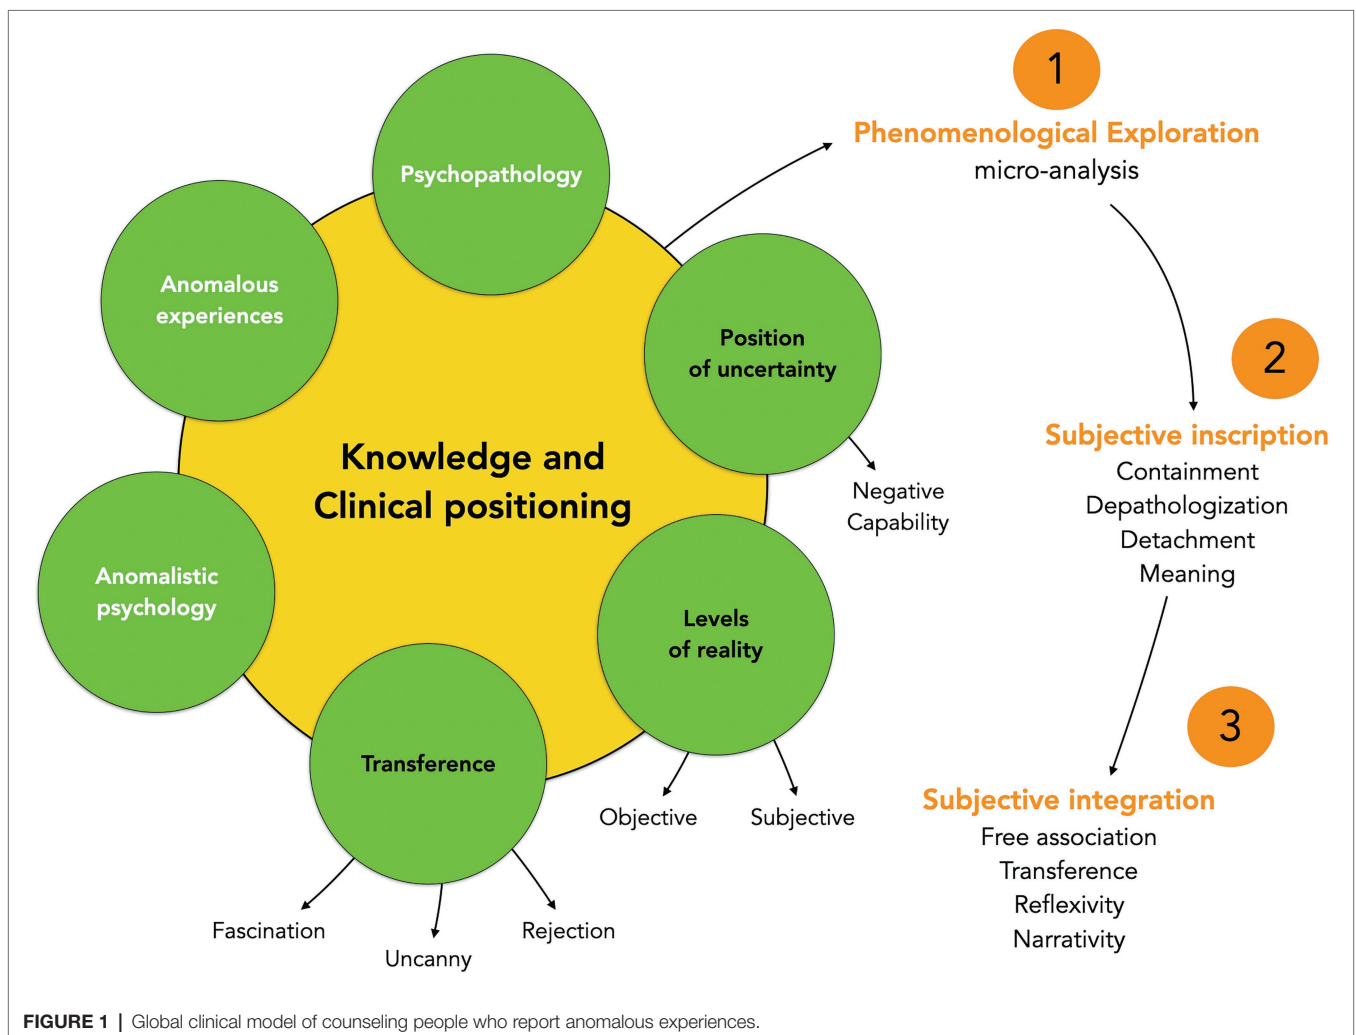 Psychopathology
Anomalous
experiences
Position
of uncertainty
Negative
Capability
Knowledge and
Clinical positioning
Anomalistic
psychology
Levels
of reality
Objective
Subjective
Transference
Fascination
Uncanny
Rejection
1
Phenomenological Exploration
micro-analysis
2
Subjective inscription
Containment
Depathologization
Detachment
Meaning
3
Subjective integration
Free association
Transference
Reflexivity
Narrativity
FIGURE 1 | Global clinical model of counseling people who report anomalous experiences.